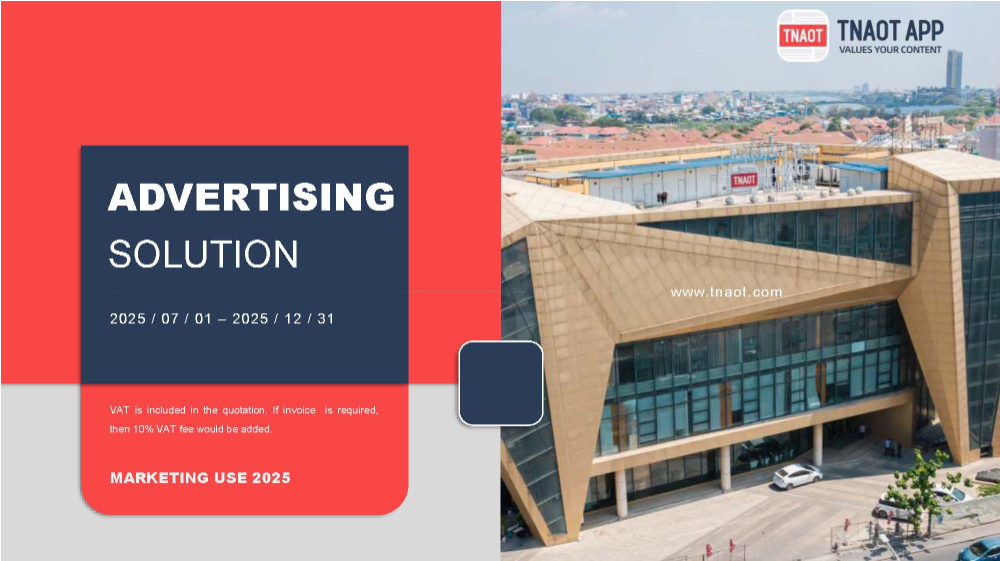 TNAOT
TNAOT APP
VALUES YOUR CONTENT
ADVERTISING
SOLUTION
2025 / 07 / 01 – 2025 / 12 / 31
VAT is included in the quotation. If invoice is required,
then 10% VAT fee would be added.
MARKETING USE 2025
TNAOT
www.tnaot.com